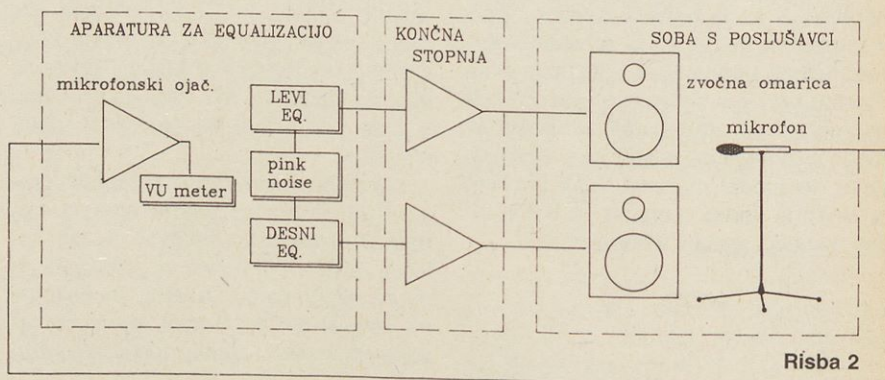 APARATURA ZA EQUALIZACIJO
mikrofonski ojač.
VU meter
LEVI
EQ.
pink
noise
DESNI
EQ.
KONČNA
STOPNJA
SOBA S POSLUŠAVCI
zvočna omarica
mikrofon
Risba 2